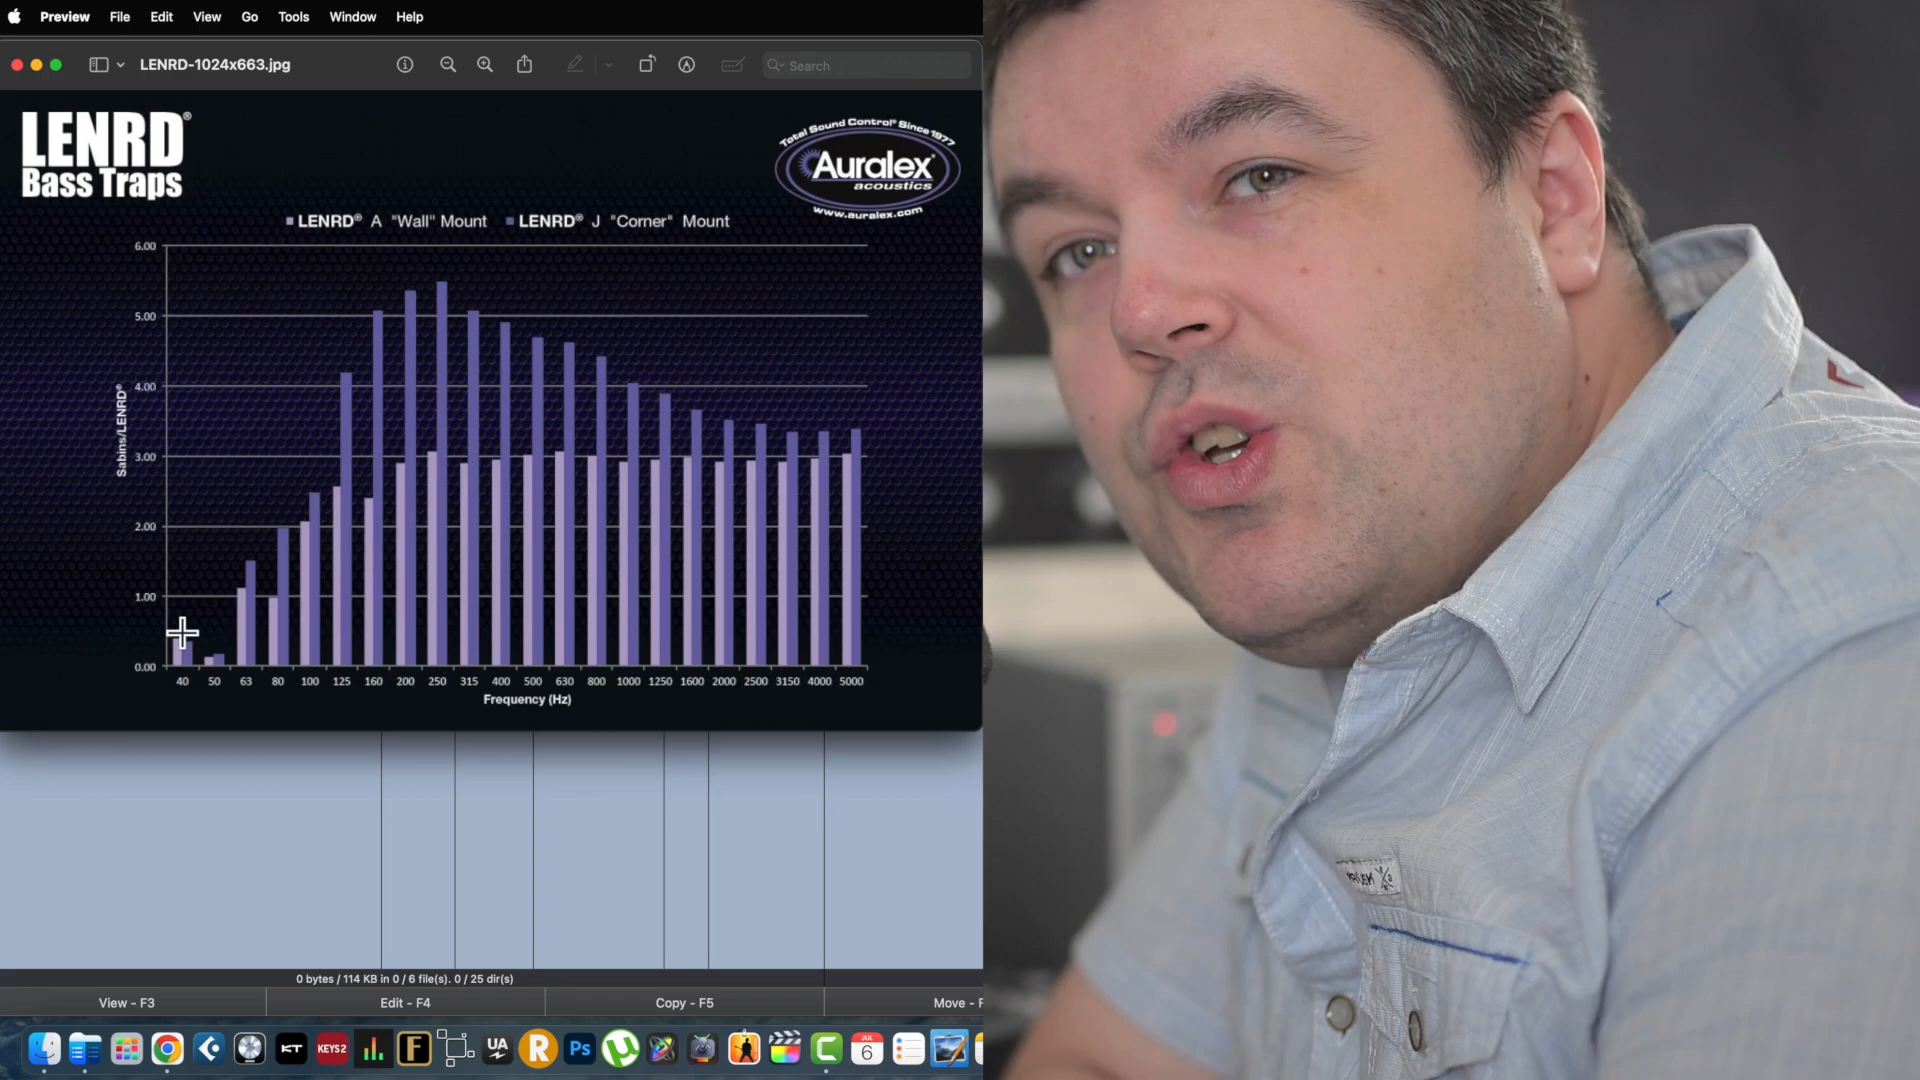 Preview File Edit View Go Tools Window Help
LENRD-1024x663.jpg
Search
LENRD®
Bass Traps
Total Sound Control® Since 1977
Auralex®
acoustics
www.auralex.com
LENRD® A "Wall" Mount LENRD® J "Corner" Mount
6.00
5.00
4.00
3.00
2.00
1.00
0.00
Sabins/LENRD®
40 50 63 80 100 125 160 200 250 315 400 500 630 800 1000 1250 1600 2000 2500 3150 4000 5000
Frequency (Hz)
0 bytes / 114 KB in 0 / 6 file(s). 0 / 25 dir(s)
View - F3 Edit - F4 Copy - F5 Move - F
KT KEYS2 F UA R Ps JUL 6